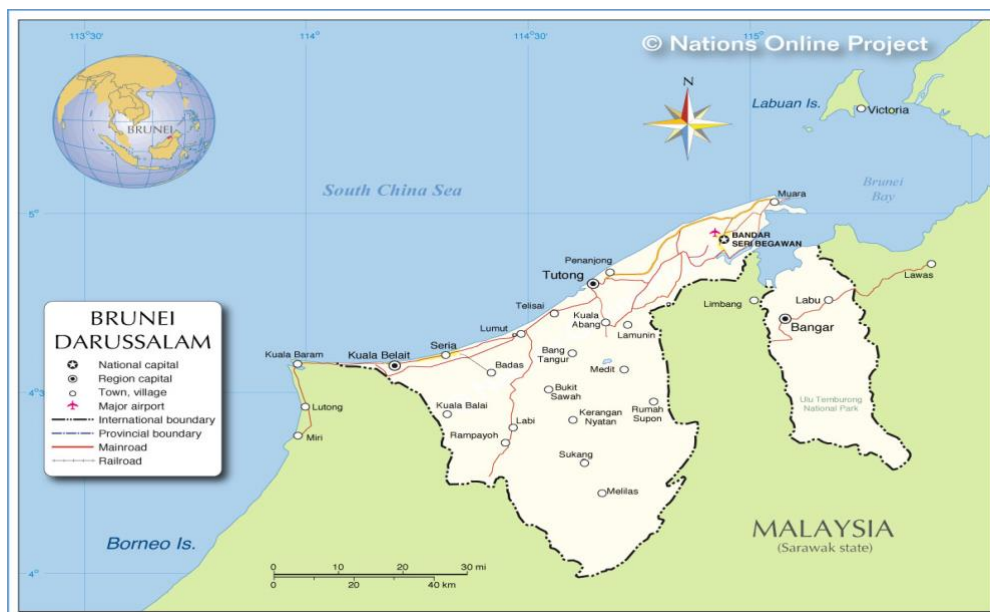 113°30'
114°
114°30'
115°
© Nations Online Project
BRUNEI
N
Labuan Is.
Victoria
South China Sea
Brunei
Bay
5°
Muara
BANDAR
SERI BEGAWAN
Penanjong
Tutong
Lawas
Telisai
Limbang
Labu
Kuala
Abang
Lamunin
Bangar
Lumut
BRUNEI
DARUSSALAM
National capital
Region capital
Town, village
Major airport
International boundary
Provincial boundary
Mainroad
Railroad
Kuala Baram
Kuala Belait
Seria
Badas
Bang
Tangur
Medit
4°30'
Lutong
Miri
Kuala Balai
Bukit
Sawah
Rumah
Supon
Ulu Temburong
National Park
Labi
Kerangan
Nyatan
Rampayoh
Sukang
Melilas
Borneo Is.
MALAYSIA
(Sarawak state)
4°
0 10 20 30 mi
0 20 40 km